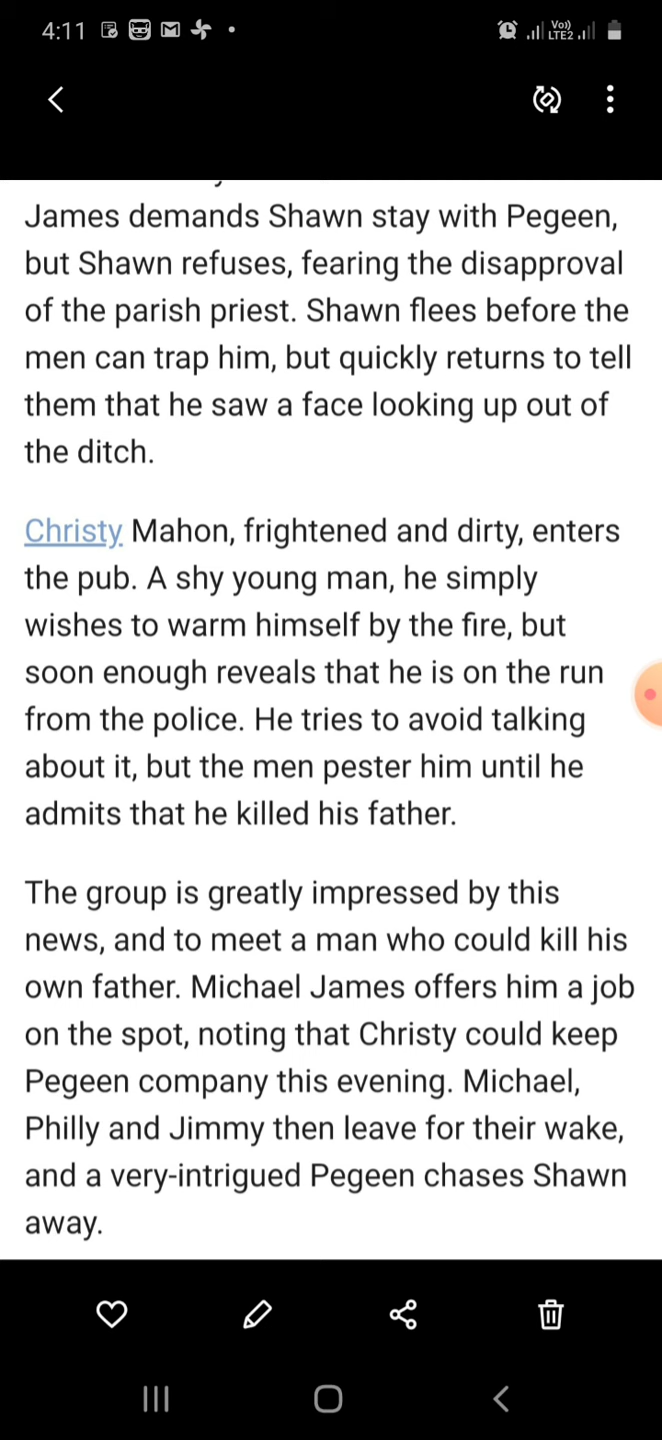 4:11
Vo))
LTE2
James demands Shawn stay with Pegeen,
but Shawn refuses, fearing the disapproval
of the parish priest. Shawn flees before the
men can trap him, but quickly returns to tell
them that he saw a face looking up out of
the ditch.
Christy Mahon, frightened and dirty, enters
the pub. A shy young man, he simply
wishes to warm himself by the fire, but
soon enough reveals that he is on the run
from the police. He tries to avoid talking
about it, but the men pester him until he
admits that he killed his father.
The group is greatly impressed by this
news, and to meet a man who could kill his
own father. Michael James offers him a job
on the spot, noting that Christy could keep
Pegeen company this evening. Michael,
Philly and Jimmy then leave for their wake,
and a very-intrigued Pegeen chases Shawn
away.